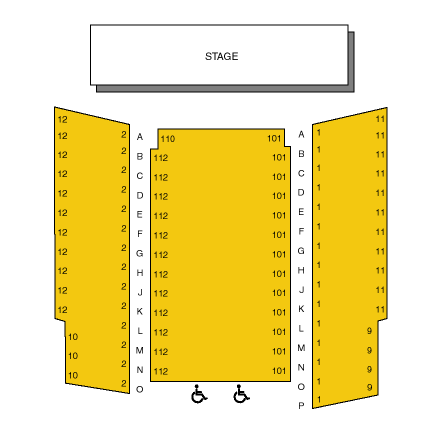 STAGE
12 11
12 2 A 110 101 A 1 11
12 2 B 112 101 B 1 11
12 2 C 112 101 C 1 11
12 2 D 112 101 D 1 11
12 2 E 112 101 E 1 11
12 2 F 112 101 F 1 11
12 2 G 112 101 G 1 11
12 2 H 112 101 H 1 11
12 2 J 112 101 J 1 11
12 2 K 112 101 K 1 11
10 2 L 112 101 L 1 9
10 2 M 112 101 M 1 9
10 2 N 112 101 N 1 9
2 O O 1 9
P 1